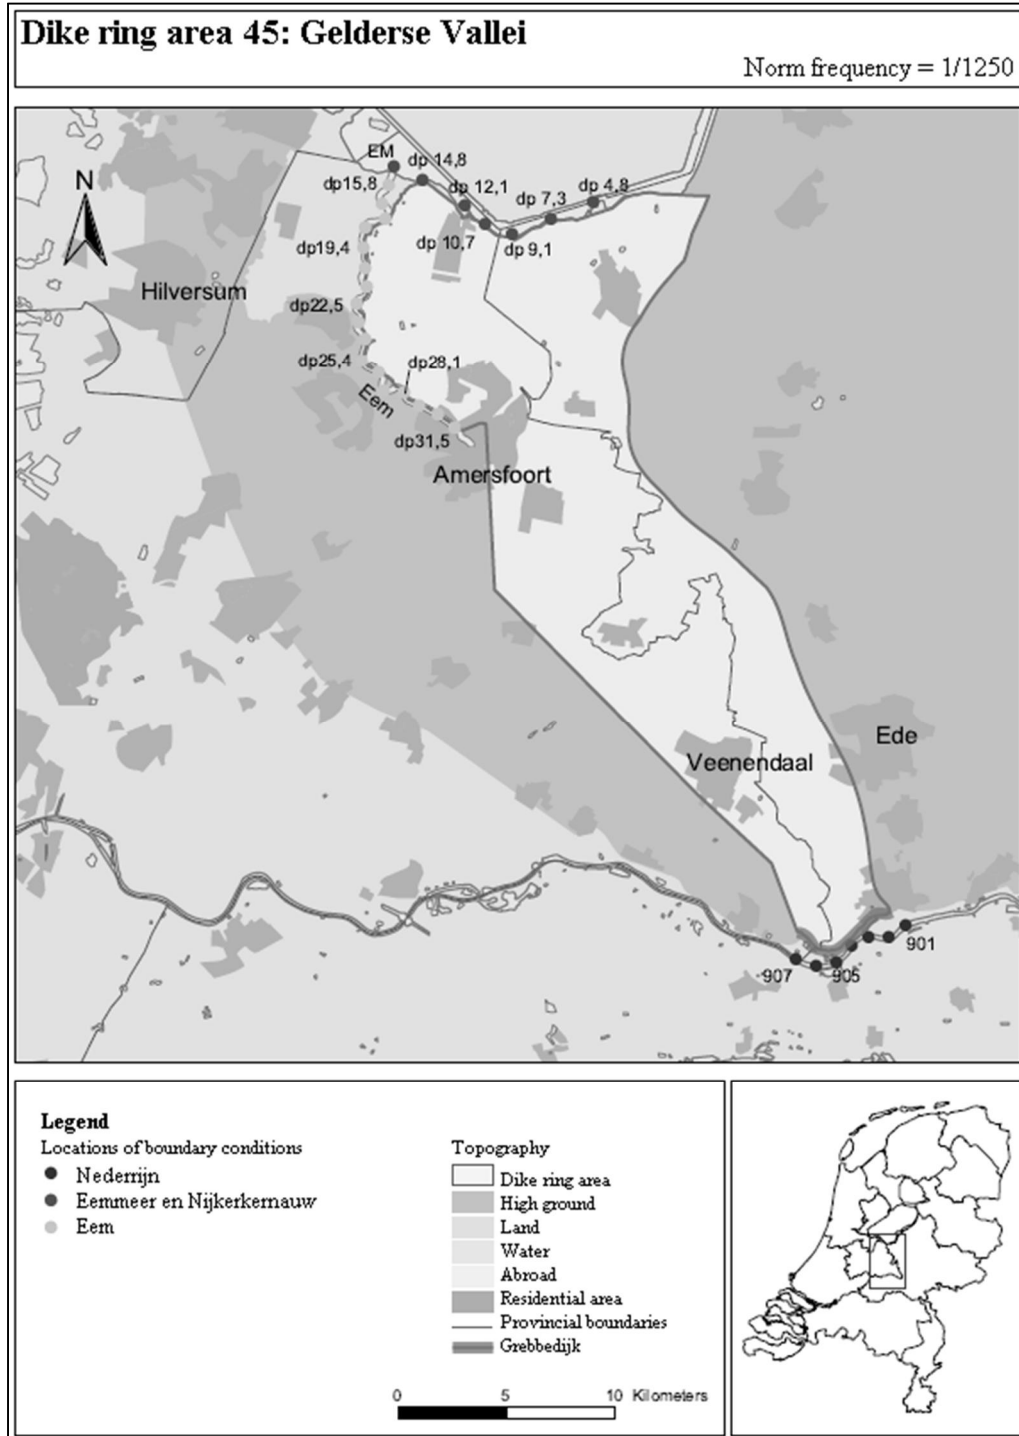 Dike ring area 45: Gelderse Vallei
Norm frequency = 1/1250
N
EM
dp 14,8
dp15,8
dp 12,1
dp 7,3
dp 4,8
dp19,4
dp 10,7
dp 9,1
Hilversum
dp22,5
dp25,4
dp28,1
Eem
dp31,5
Amersfoort
Ede
Veenendaal
901
907
905
Legend
Locations of boundary conditions
Nederrijn
Eemmeer en Nijkerkernauw
Eem
Topography
Dike ring area
High ground
Land
Water
Abroad
Residential area
Provincial boundaries
Grebbedijk
0 5 10 Kilometers